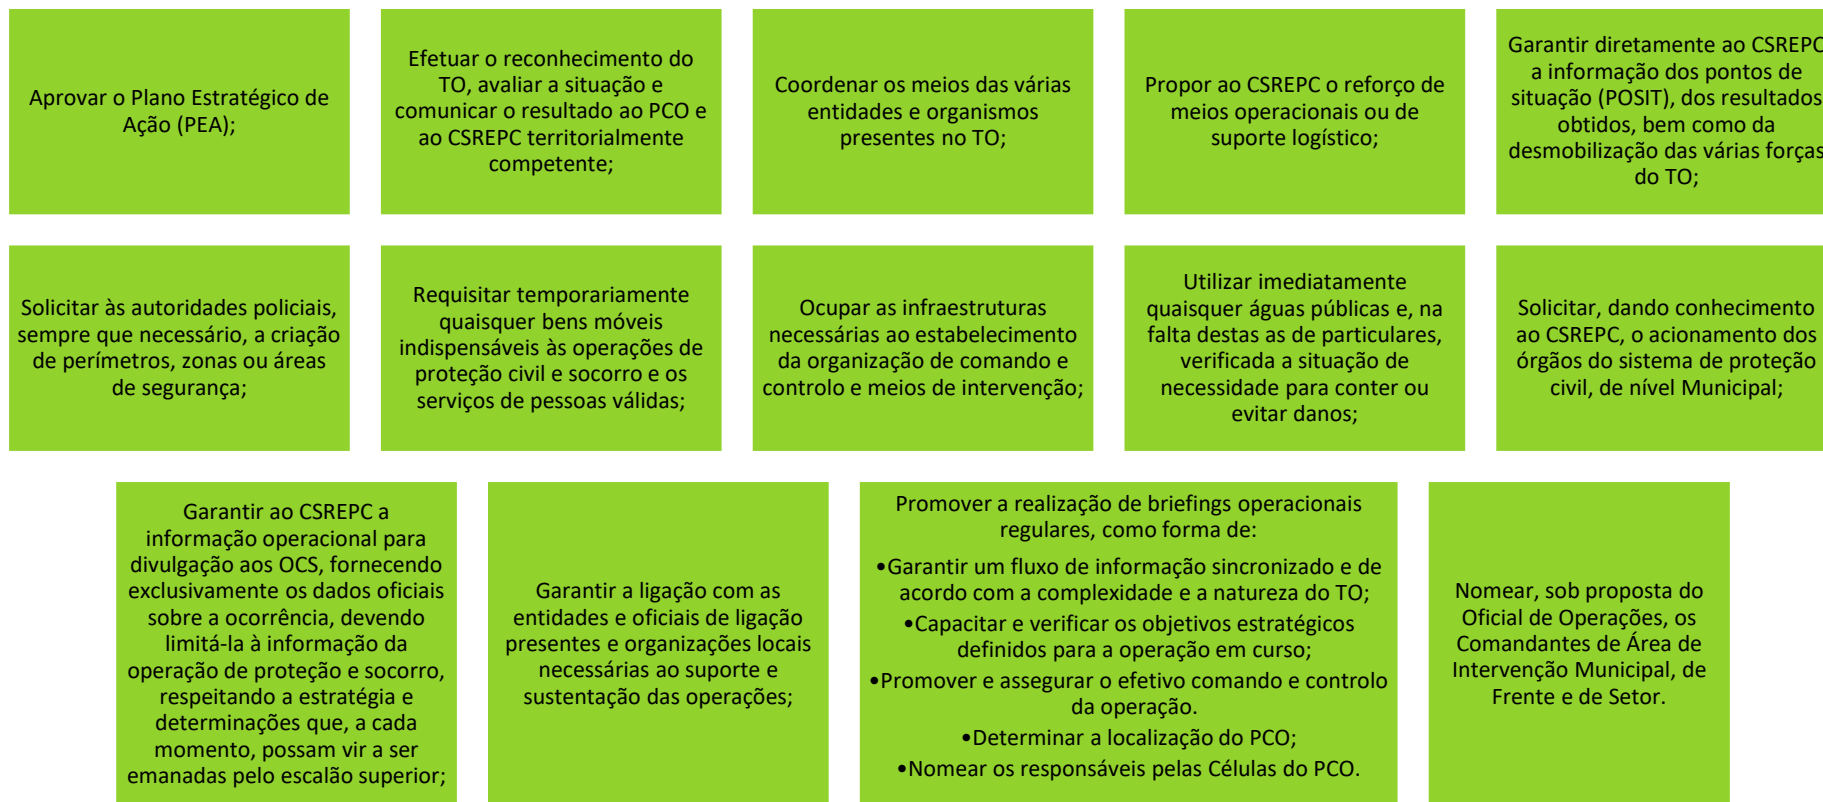 Aprovar o Plano Estratégico de
Ação (PEA);
Efetuar o reconhecimento do
TO, avaliar a situação e
comunicar o resultado ao PCO e
ao CSREPC territorialmente
competente;
Coordenar os meios das várias
entidades e organismos
presentes no TO;
Propor ao CSREPC o reforço de
meios operacionais ou de
suporte logístico;
Garantir diretamente ao CSREPC
a informação dos pontos de
situação (POSIT), dos resultados
obtidos, bem como da
desmobilização das várias forças
do TO;
Solicitar às autoridades policiais,
sempre que necessário, a criação
de perímetros, zonas ou áreas
de segurança;
Requisitar temporariamente
quaisquer bens móveis
indispensáveis às operações de
proteção civil e socorro e os
serviços de pessoas válidas;
Ocupar as infraestruturas
necessárias ao estabelecimento
da organização de comando e
controlo e meios de intervenção;
Utilizar imediatamente
quaisquer águas públicas e, na
falta destas as de particulares,
verificada a situação de
necessidade para conter ou
evitar danos;
Solicitar, dando conhecimento
ao CSREPC, o acionamento dos
órgãos do sistema de proteção
civil, de nível Municipal;
Garantir ao CSREPC a
informação operacional para
divulgação aos OCS, fornecendo
exclusivamente os dados oficiais
sobre a ocorrência, devendo
limitá-la à informação da
operação de proteção e socorro,
respeitando a estratégia e
determinações que, a cada
momento, possam vir a ser
emanadas pelo escalão superior;
Garantir a ligação com as
entidades e oficiais de ligação
presentes e organizações locais
necessárias ao suporte e
sustentação das operações;
Promover a realização de briefings operacionais
regulares, como forma de:
•Garantir um fluxo de informação sincronizado e de
acordo com a complexidade e a natureza do TO;
•Capacitar e verificar os objetivos estratégicos
definidos para a operação em curso;
•Promover e assegurar o efetivo comando e controlo
da operação.
•Determinar a localização do PCO;
•Nomear os responsáveis pelas Células do PCO.
Nomear, sob proposta do
Oficial de Operações, os
Comandantes de Área de
Intervenção Municipal, de
Frente e de Setor.